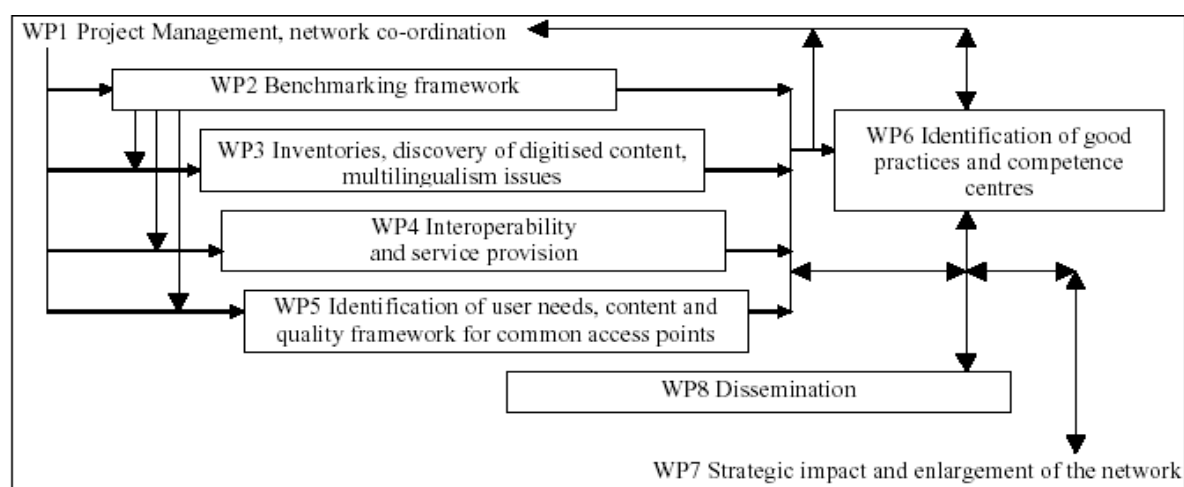 WP1 Project Management, network co-ordination
WP2 Benchmarking framework
WP3 Inventories, discovery of digitised content,
multilingualism issues
WP4 Interoperability
and service provision
WP5 Identification of user needs, content and
quality framework for common access points
WP6 Identification of good
practices and competence
centres
WP8 Dissemination
WP7 Strategic impact and enlargement of the network